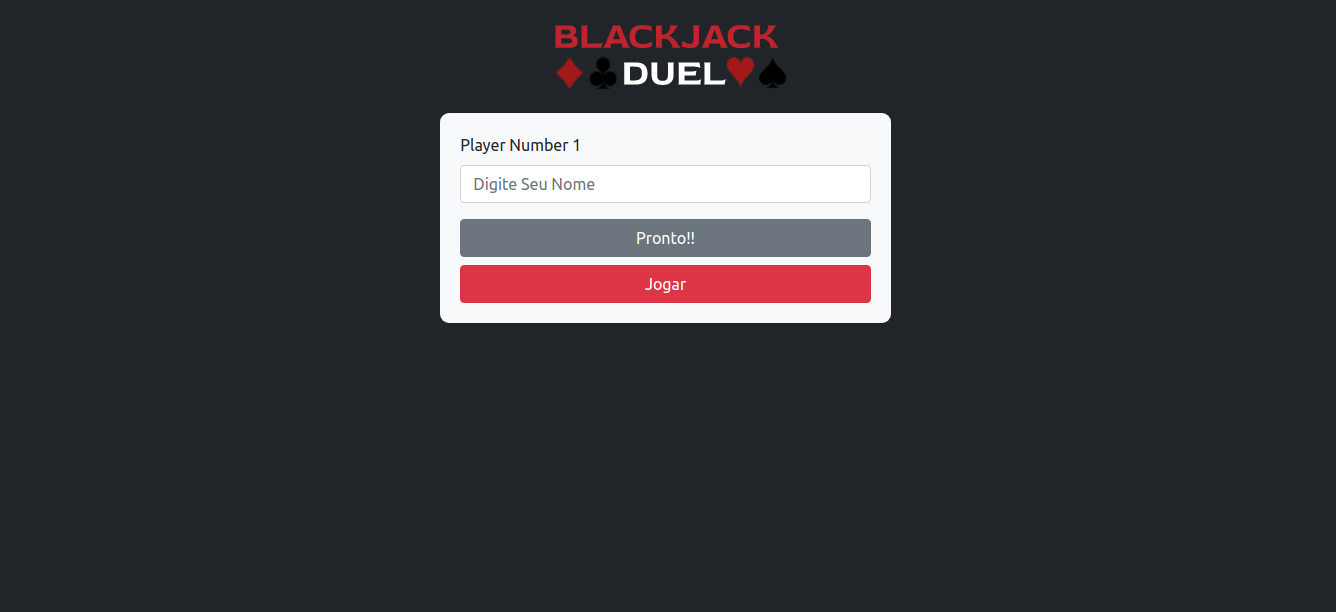 BLACKJACK
DUEL
Player Number 1
Digite Seu Nome
Pronto!!
Jogar